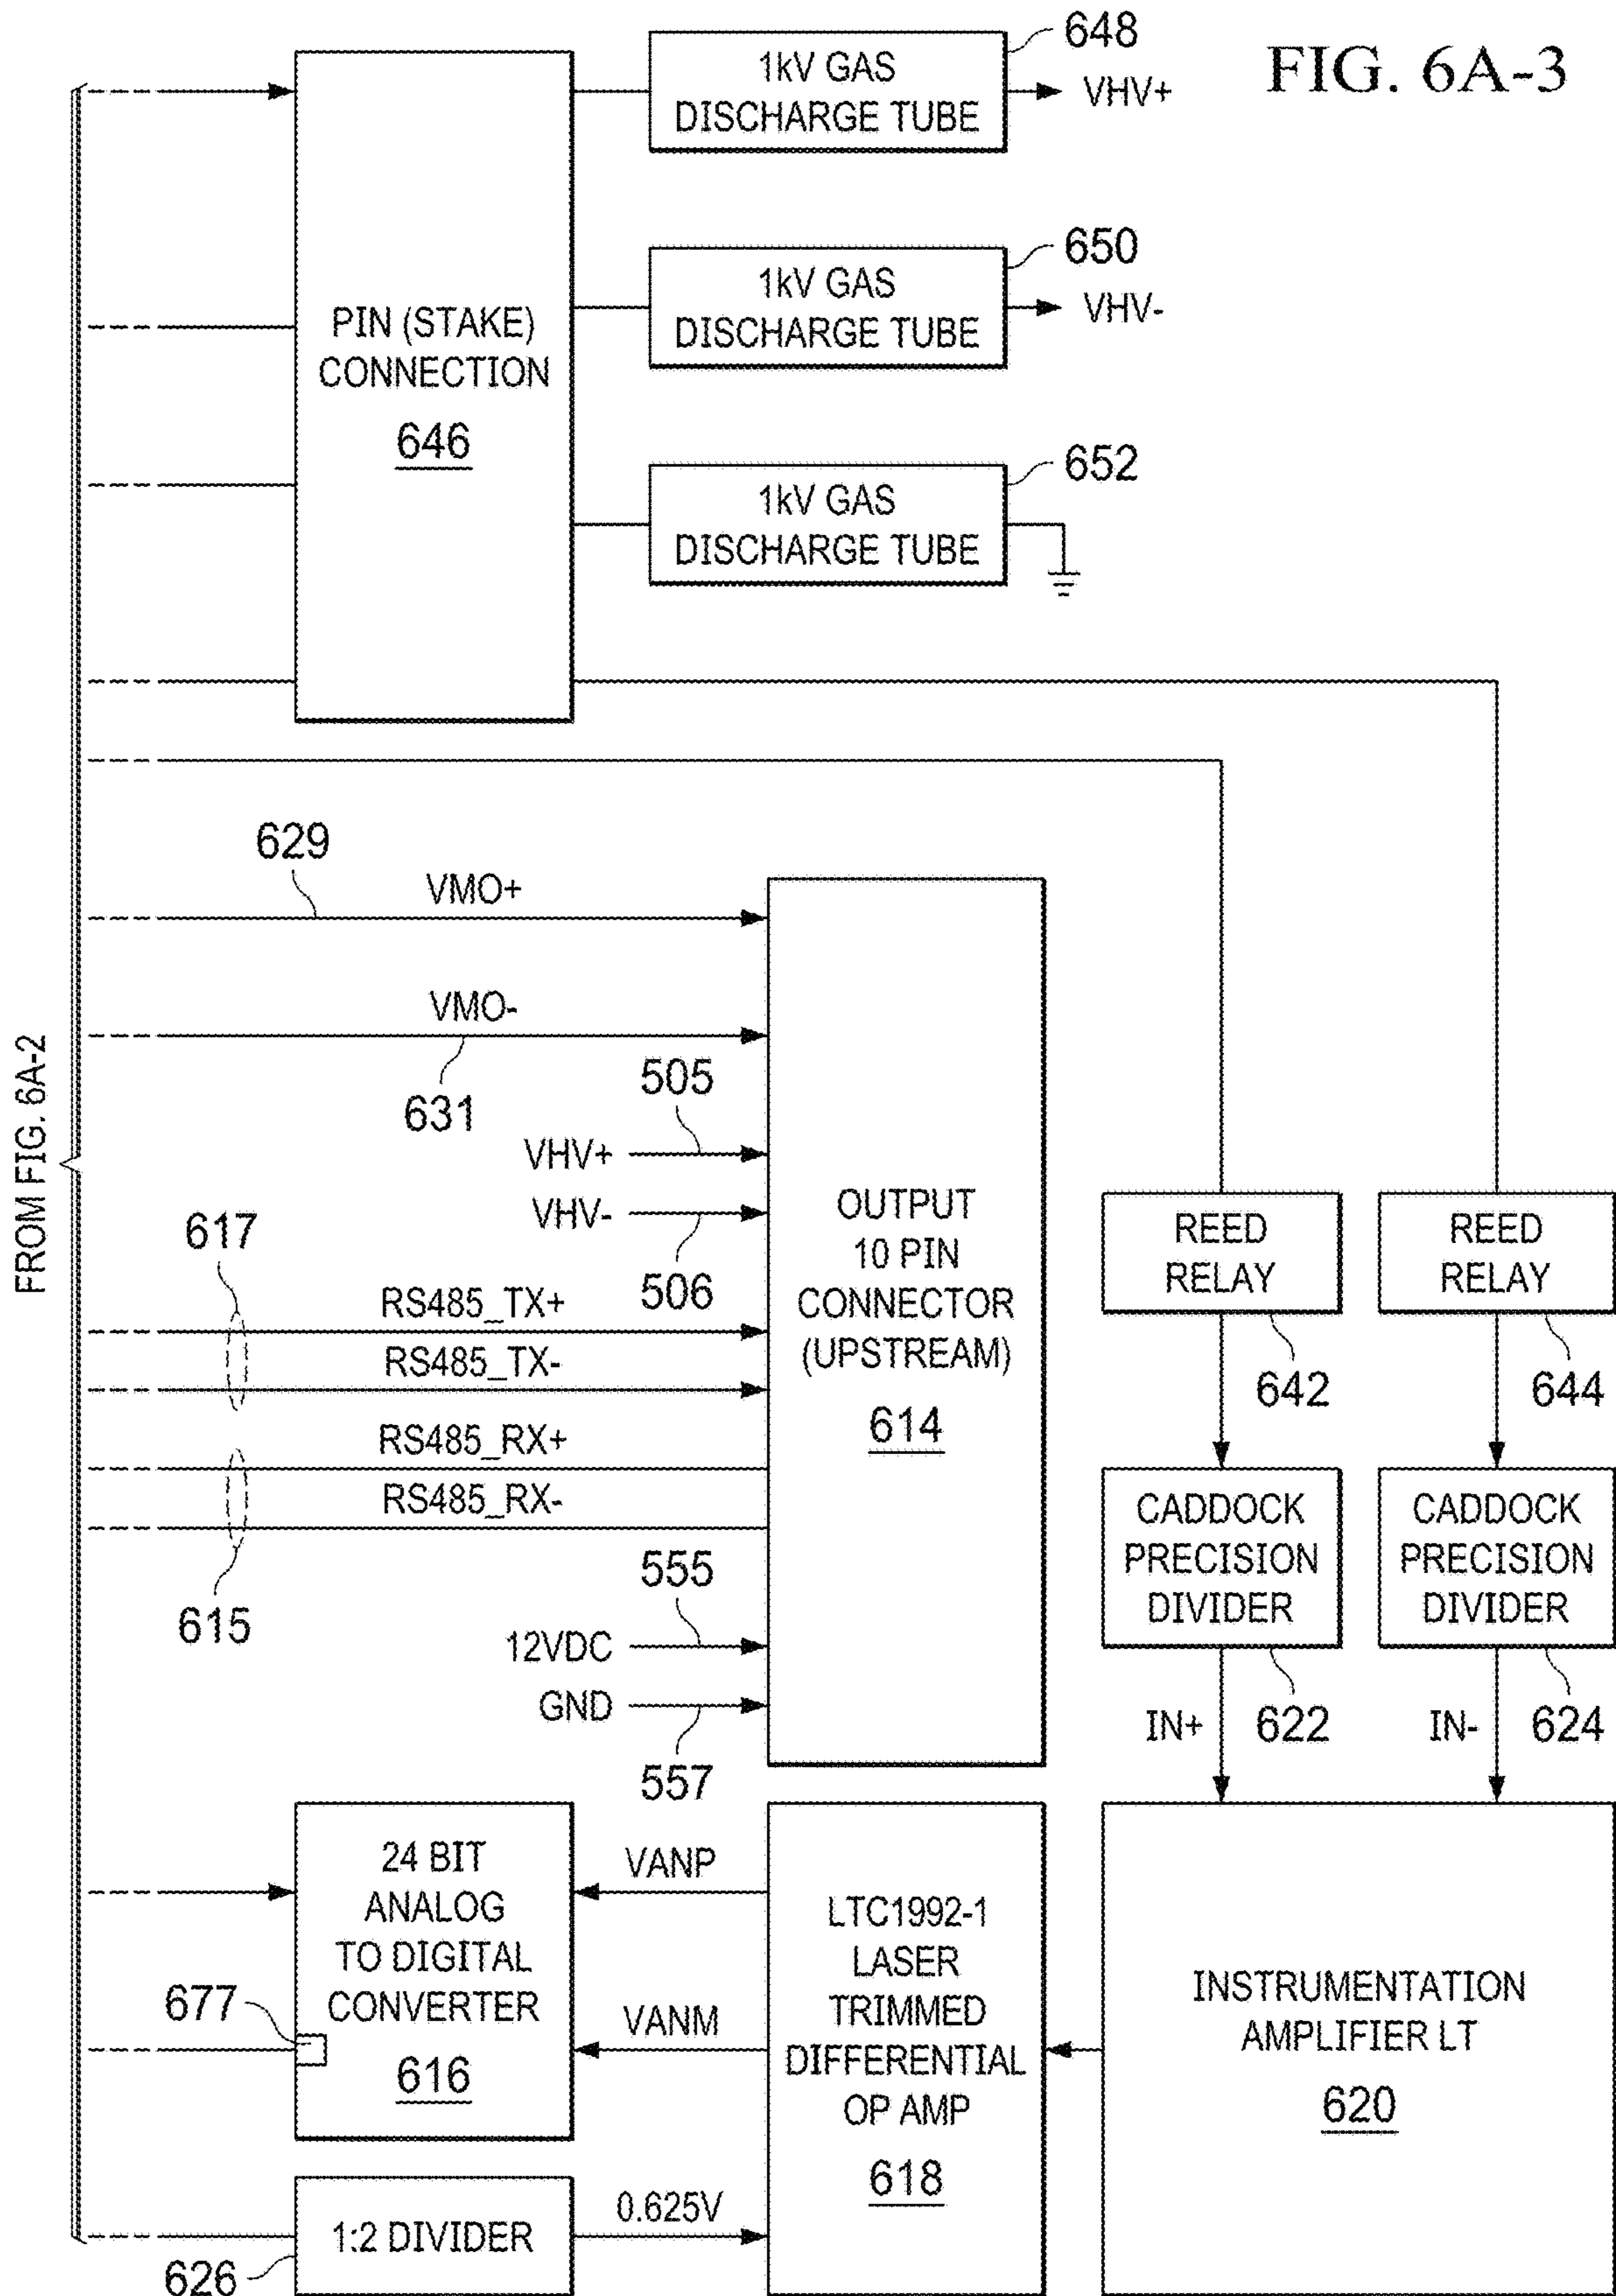 FIG. 6A-3
648
1kV GAS
DISCHARGE TUBE
VHV+
650
1kV GAS
DISCHARGE TUBE
VHV-
PIN (STAKE)
CONNECTION
646
652
1kV GAS
DISCHARGE TUBE
629
VMO+
VMO-
631
FROM FIG. 6A-2
505
VHV+
VHV-
506
617
RS485_TX+
RS485_TX-
RS485_RX+
RS485_RX-
615
555
12VDC
GND
557
OUTPUT
10 PIN
CONNECTOR
(UPSTREAM)
614
REED
RELAY
642
REED
RELAY
644
CADDOCK
PRECISION
DIVIDER
622
CADDOCK
PRECISION
DIVIDER
624
IN+
IN-
24 BIT
ANALOG
TO DIGITAL
CONVERTER
616
677
VANP
VANM
LTC1992-1
LASER
TRIMMED
DIFFERENTIAL
OP AMP
618
INSTRUMENTATION
AMPLIFIER LT
620
1:2 DIVIDER
626
0.625V